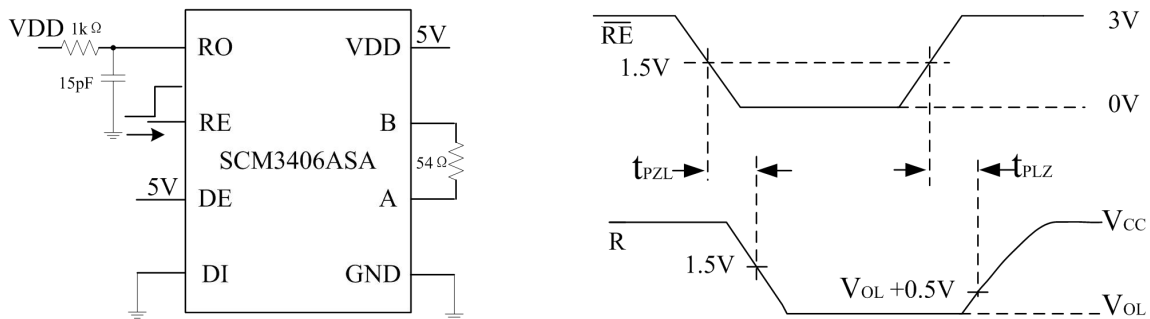 VDD 1kΩ
15pF
RO
VDD
5V
RE
B
SCM3406ASA
54Ω
5V
DE
A
DI
GND
RE
3V
1.5V
0V
tPZL
tPLZ
R
VCC
1.5V
VOL +0.5V
VOL